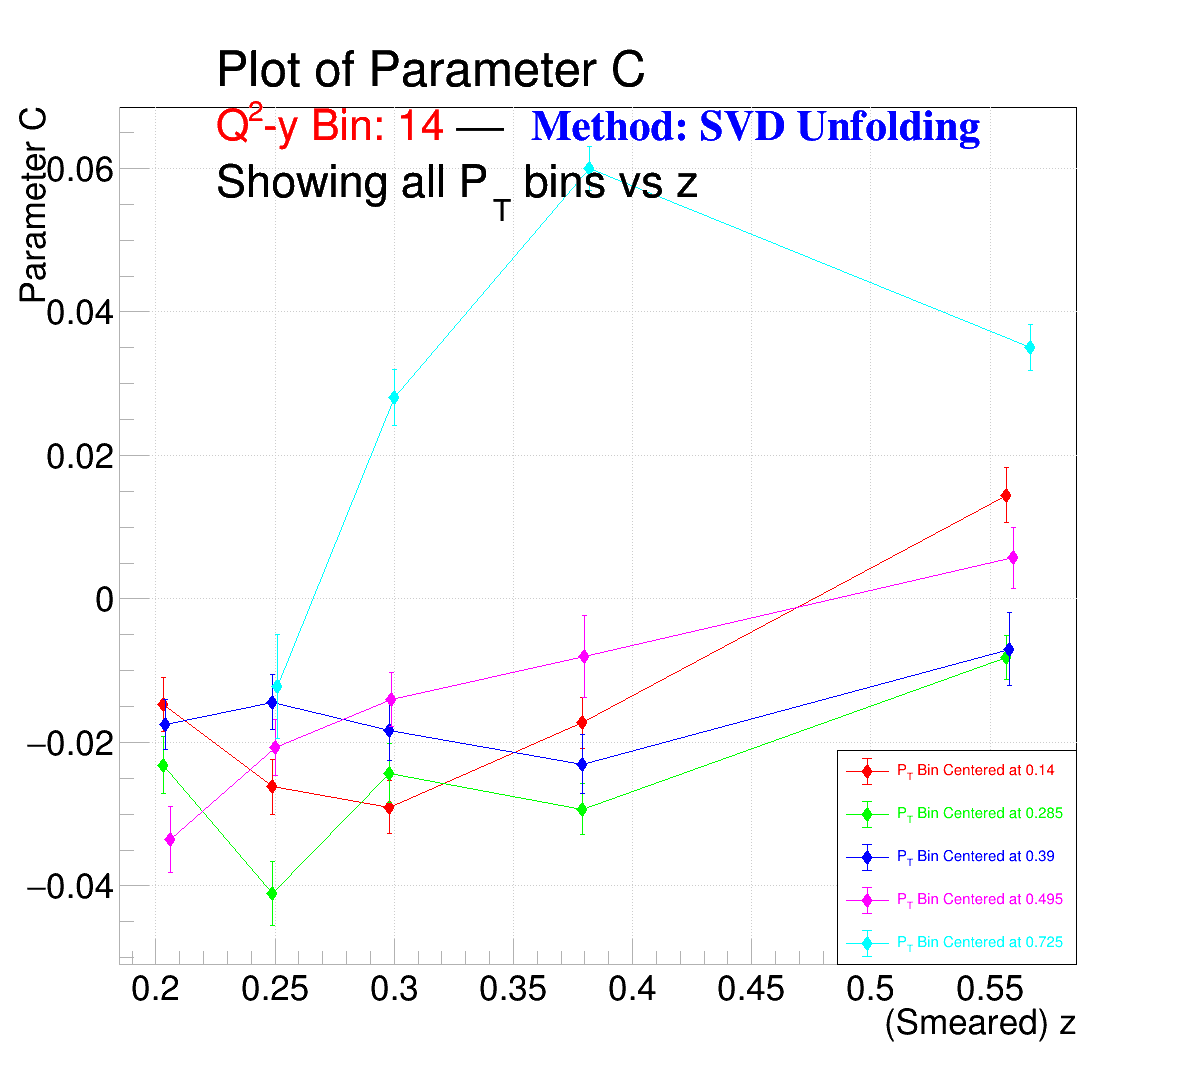 Plot of Parameter C
Q²-y Bin: 14 — Method: SVD Unfolding
Showing all P_T bins vs z
Parameter C
0.06
0.04
0.02
0
−0.02
−0.04
P_T Bin Centered at 0.14
P_T Bin Centered at 0.285
P_T Bin Centered at 0.39
P_T Bin Centered at 0.495
P_T Bin Centered at 0.725
0.2 0.25 0.3 0.35 0.4 0.45 0.5 0.55
(Smeared) z